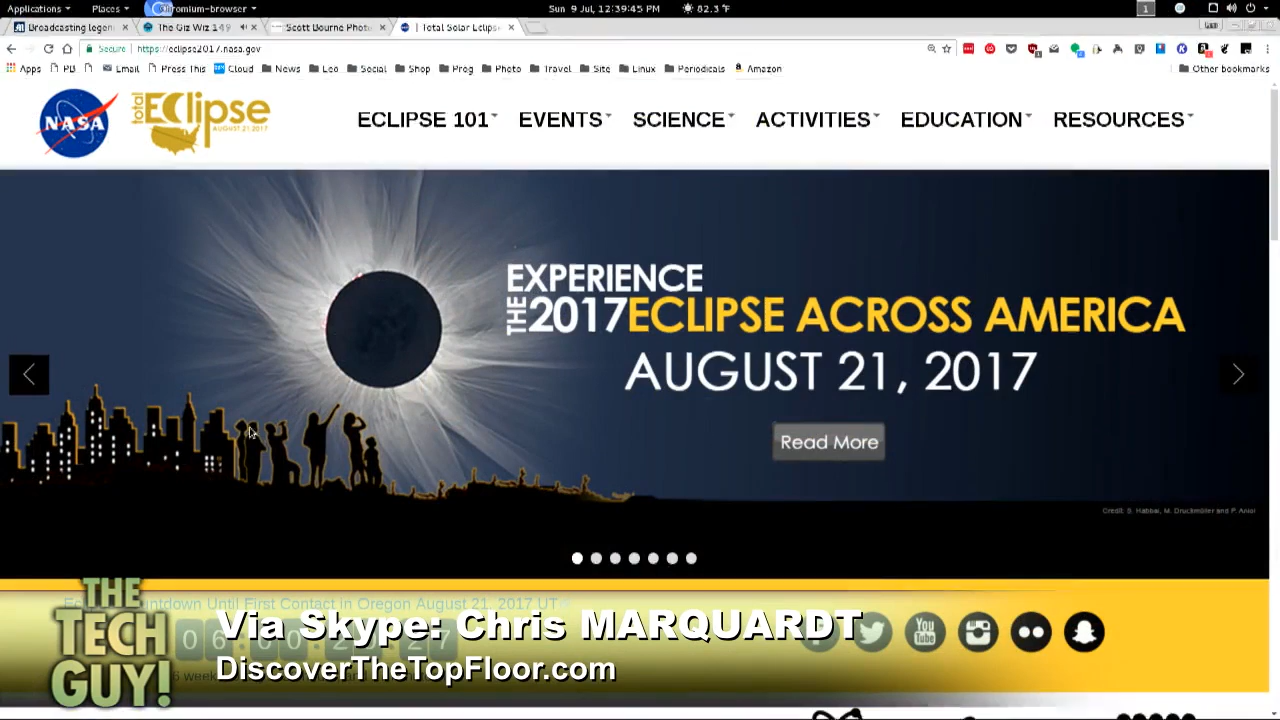 Applications Places Chromium-browser Sun 9 Jul, 12:39:45 PM 82.3 °F 1
Broadcasting legen × The Giz Wiz 149 × Scott Bourne Phot × Total Solar Eclips ×
Secure https://eclipse2017.nasa.gov
Apps PB Email Press This Cloud News Leo Social Shop Prog Photo Travel Site Linux Periodicals Amazon Other bookmarks
NASA total Eclipse AUGUST 21, 2017 ECLIPSE 101 EVENTS SCIENCE ACTIVITIES EDUCATION RESOURCES
EXPERIENCE
THE 2017 ECLIPSE ACROSS AMERICA
AUGUST 21, 2017
Read More
Credit: S. Habbal, M. Druckmüller and P. Aniol
Countdown Until First Contact in Oregon August 21, 2017 UT
THE TECH GUY!
Via Skype: Chris MARQUARDT
You Tube
DiscoverTheTopFloor.com